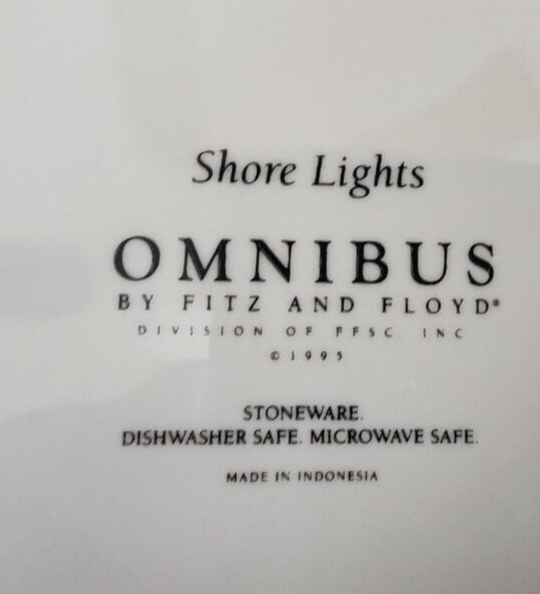 Shore Lights
OMNIBUS
BY FITZ AND FLOYD®
DIVISION OF FFSC. INC
© 1995
STONEWARE.
DISHWASHER SAFE. MICROWAVE SAFE.
MADE IN INDONESIA